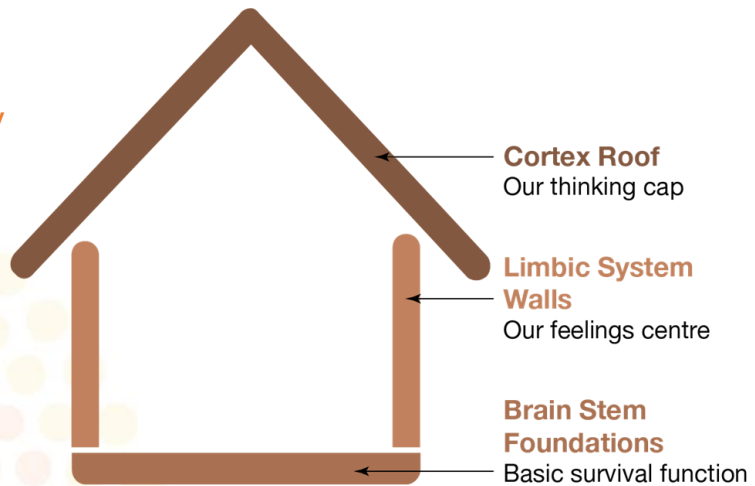 Cortex Roof
Our thinking cap
Limbic System
Walls
Our feelings centre
Brain Stem
Foundations
Basic survival function